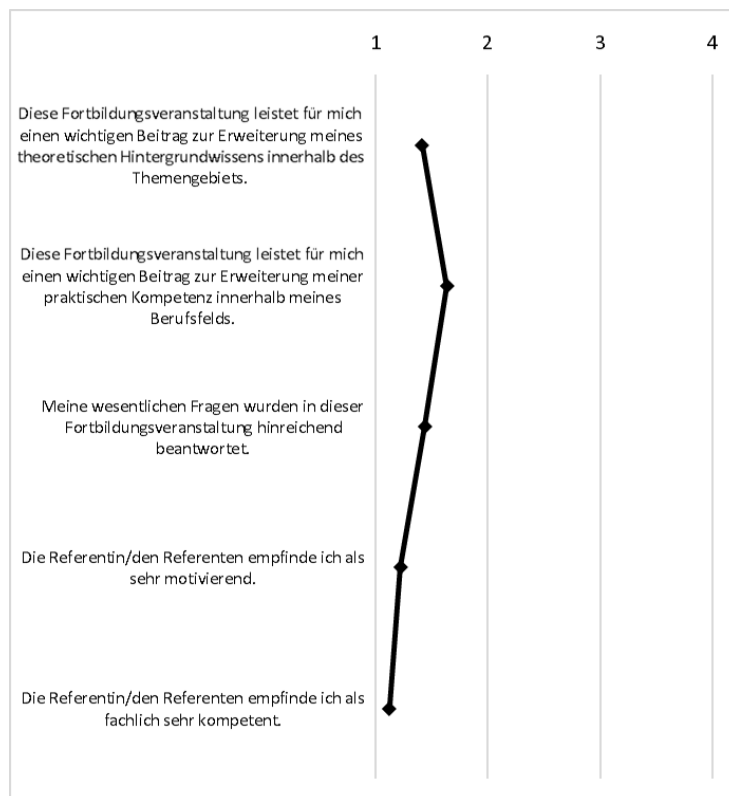 1 2 3 4
Diese Fortbildungsveranstaltung leistet für mich
einen wichtigen Beitrag zur Erweiterung meines
theoretischen Hintergrundwissens innerhalb des
Themengebiets.
Diese Fortbildungsveranstaltung leistet für mich
einen wichtigen Beitrag zur Erweiterung meiner
praktischen Kompetenz innerhalb meines
Berufsfelds.
Meine wesentlichen Fragen wurden in dieser
Fortbildungsveranstaltung hinreichend
beantwortet.
Die Referentin/den Referenten empfinde ich als
sehr motivierend.
Die Referentin/den Referenten empfinde ich als
fachlich sehr kompetent.